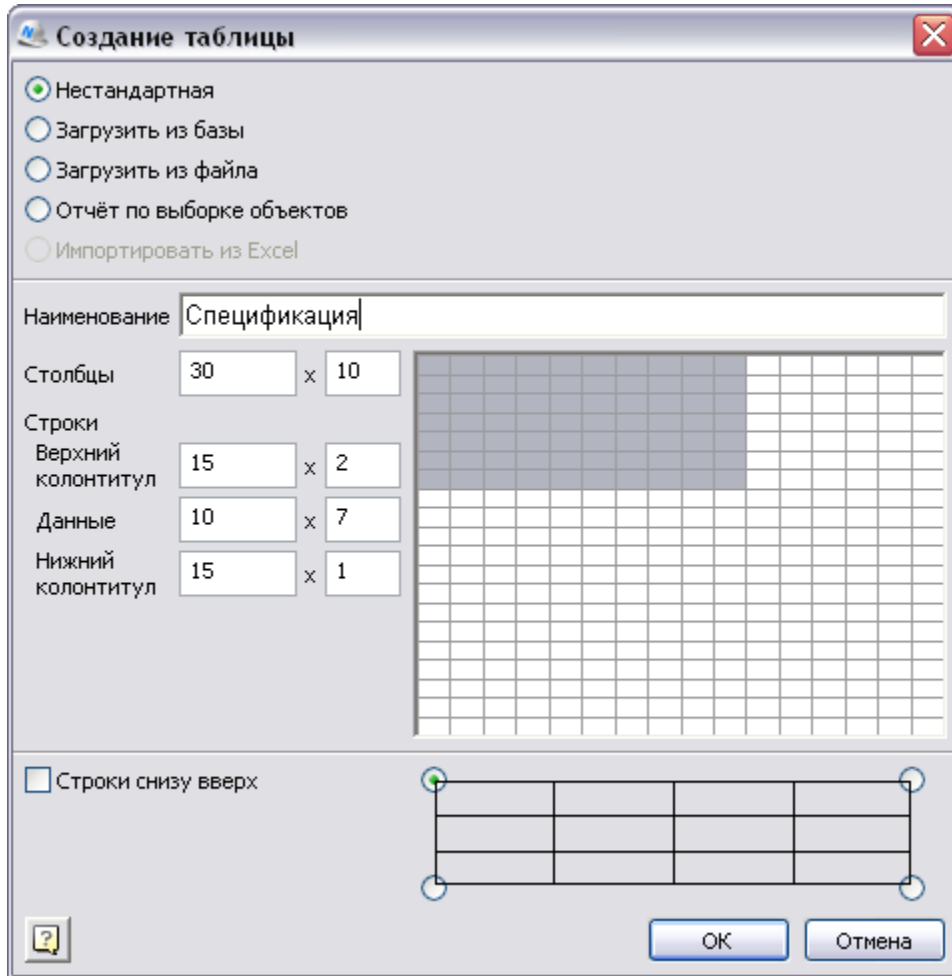 Создание таблицы
Нестандартная
Загрузить из базы
Загрузить из файла
Отчёт по выборке объектов
Импортировать из Excel
Наименование Спецификация
Столбцы 30 x 10
Строки
Верхний колонтитул 15 x 2
Данные 10 x 7
Нижний колонтитул 15 x 1
Строки снизу вверх
?
ОК Отмена